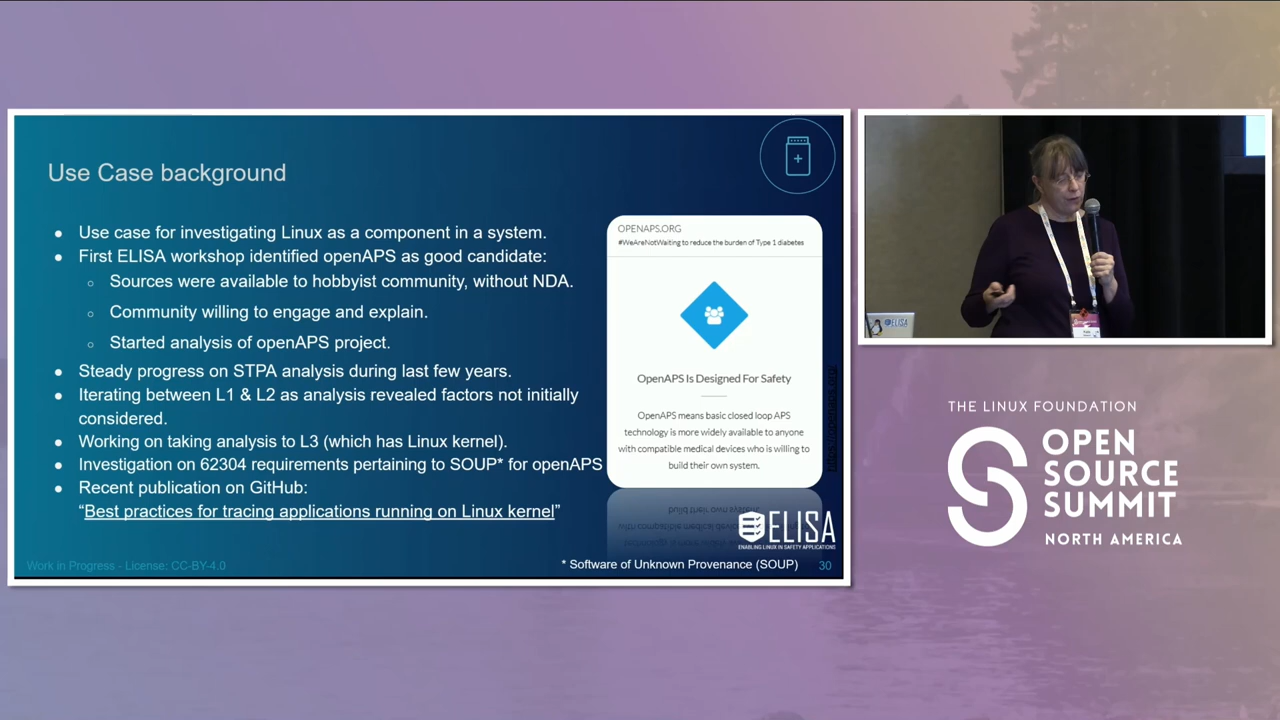 Use Case background
● Use case for investigating Linux as a component in a system.
● First ELISA workshop identified openAPS as good candidate:
○ Sources were available to hobbyist community, without NDA.
○ Community willing to engage and explain.
○ Started analysis of openAPS project.
● Steady progress on STPA analysis during last few years.
● Iterating between L1 & L2 as analysis revealed factors not initially
considered.
● Working on taking analysis to L3 (which has Linux kernel).
● Investigation on 62304 requirements pertaining to SOUP* for openAPS
● Recent publication on GitHub:
“Best practices for tracing applications running on Linux kernel”
OPENAPS.ORG
#WeAreNotWaiting to reduce the burden of Type 1 diabetes
OpenAPS Is Designed For Safety
OpenAPS means basic closed loop APS
technology is more widely available to anyone
with compatible medical devices who is willing to
build their own system.
ELISA
ENABLING LINUX IN SAFETY APPLICATIONS
Work in Progress - License: CC-BY-4.0
* Software of Unknown Provenance (SOUP)
30
ELISA
THE LINUX FOUNDATION
OPEN
SOURCE
SUMMIT
NORTH AMERICA